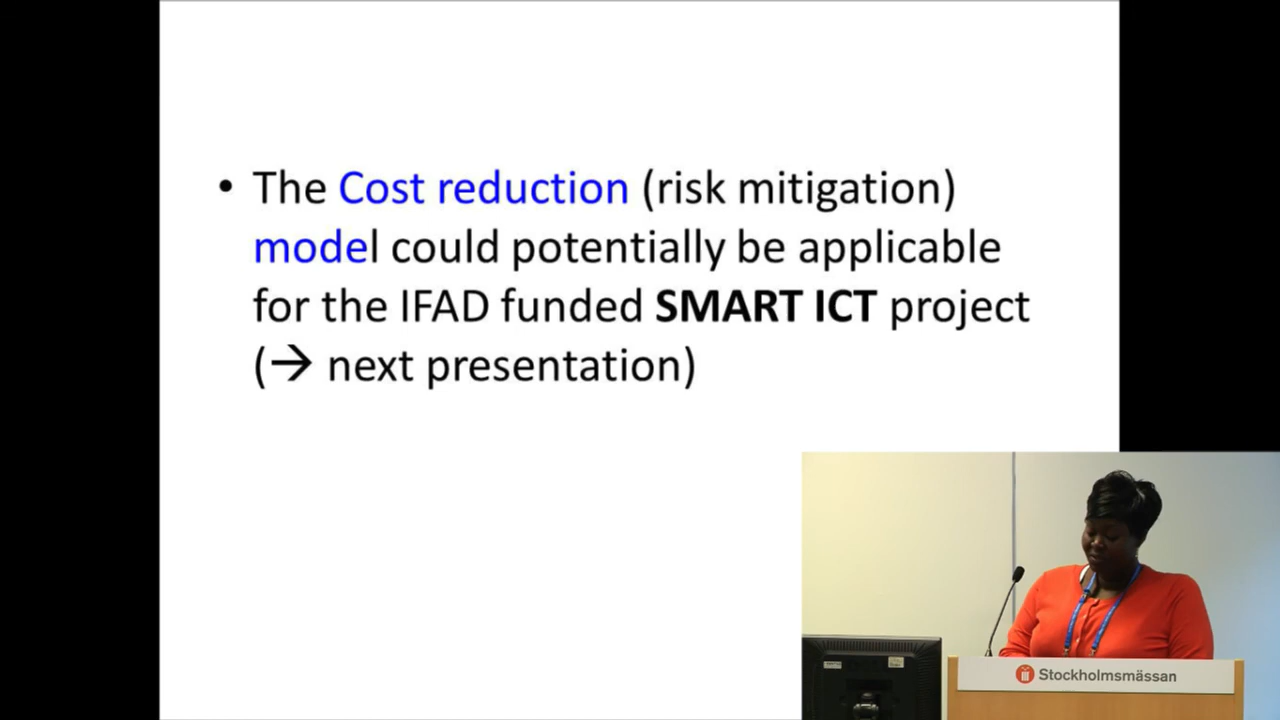 • The Cost reduction (risk mitigation)
model could potentially be applicable
for the IFAD funded SMART ICT project
(→ next presentation)
Stockholmsmässan